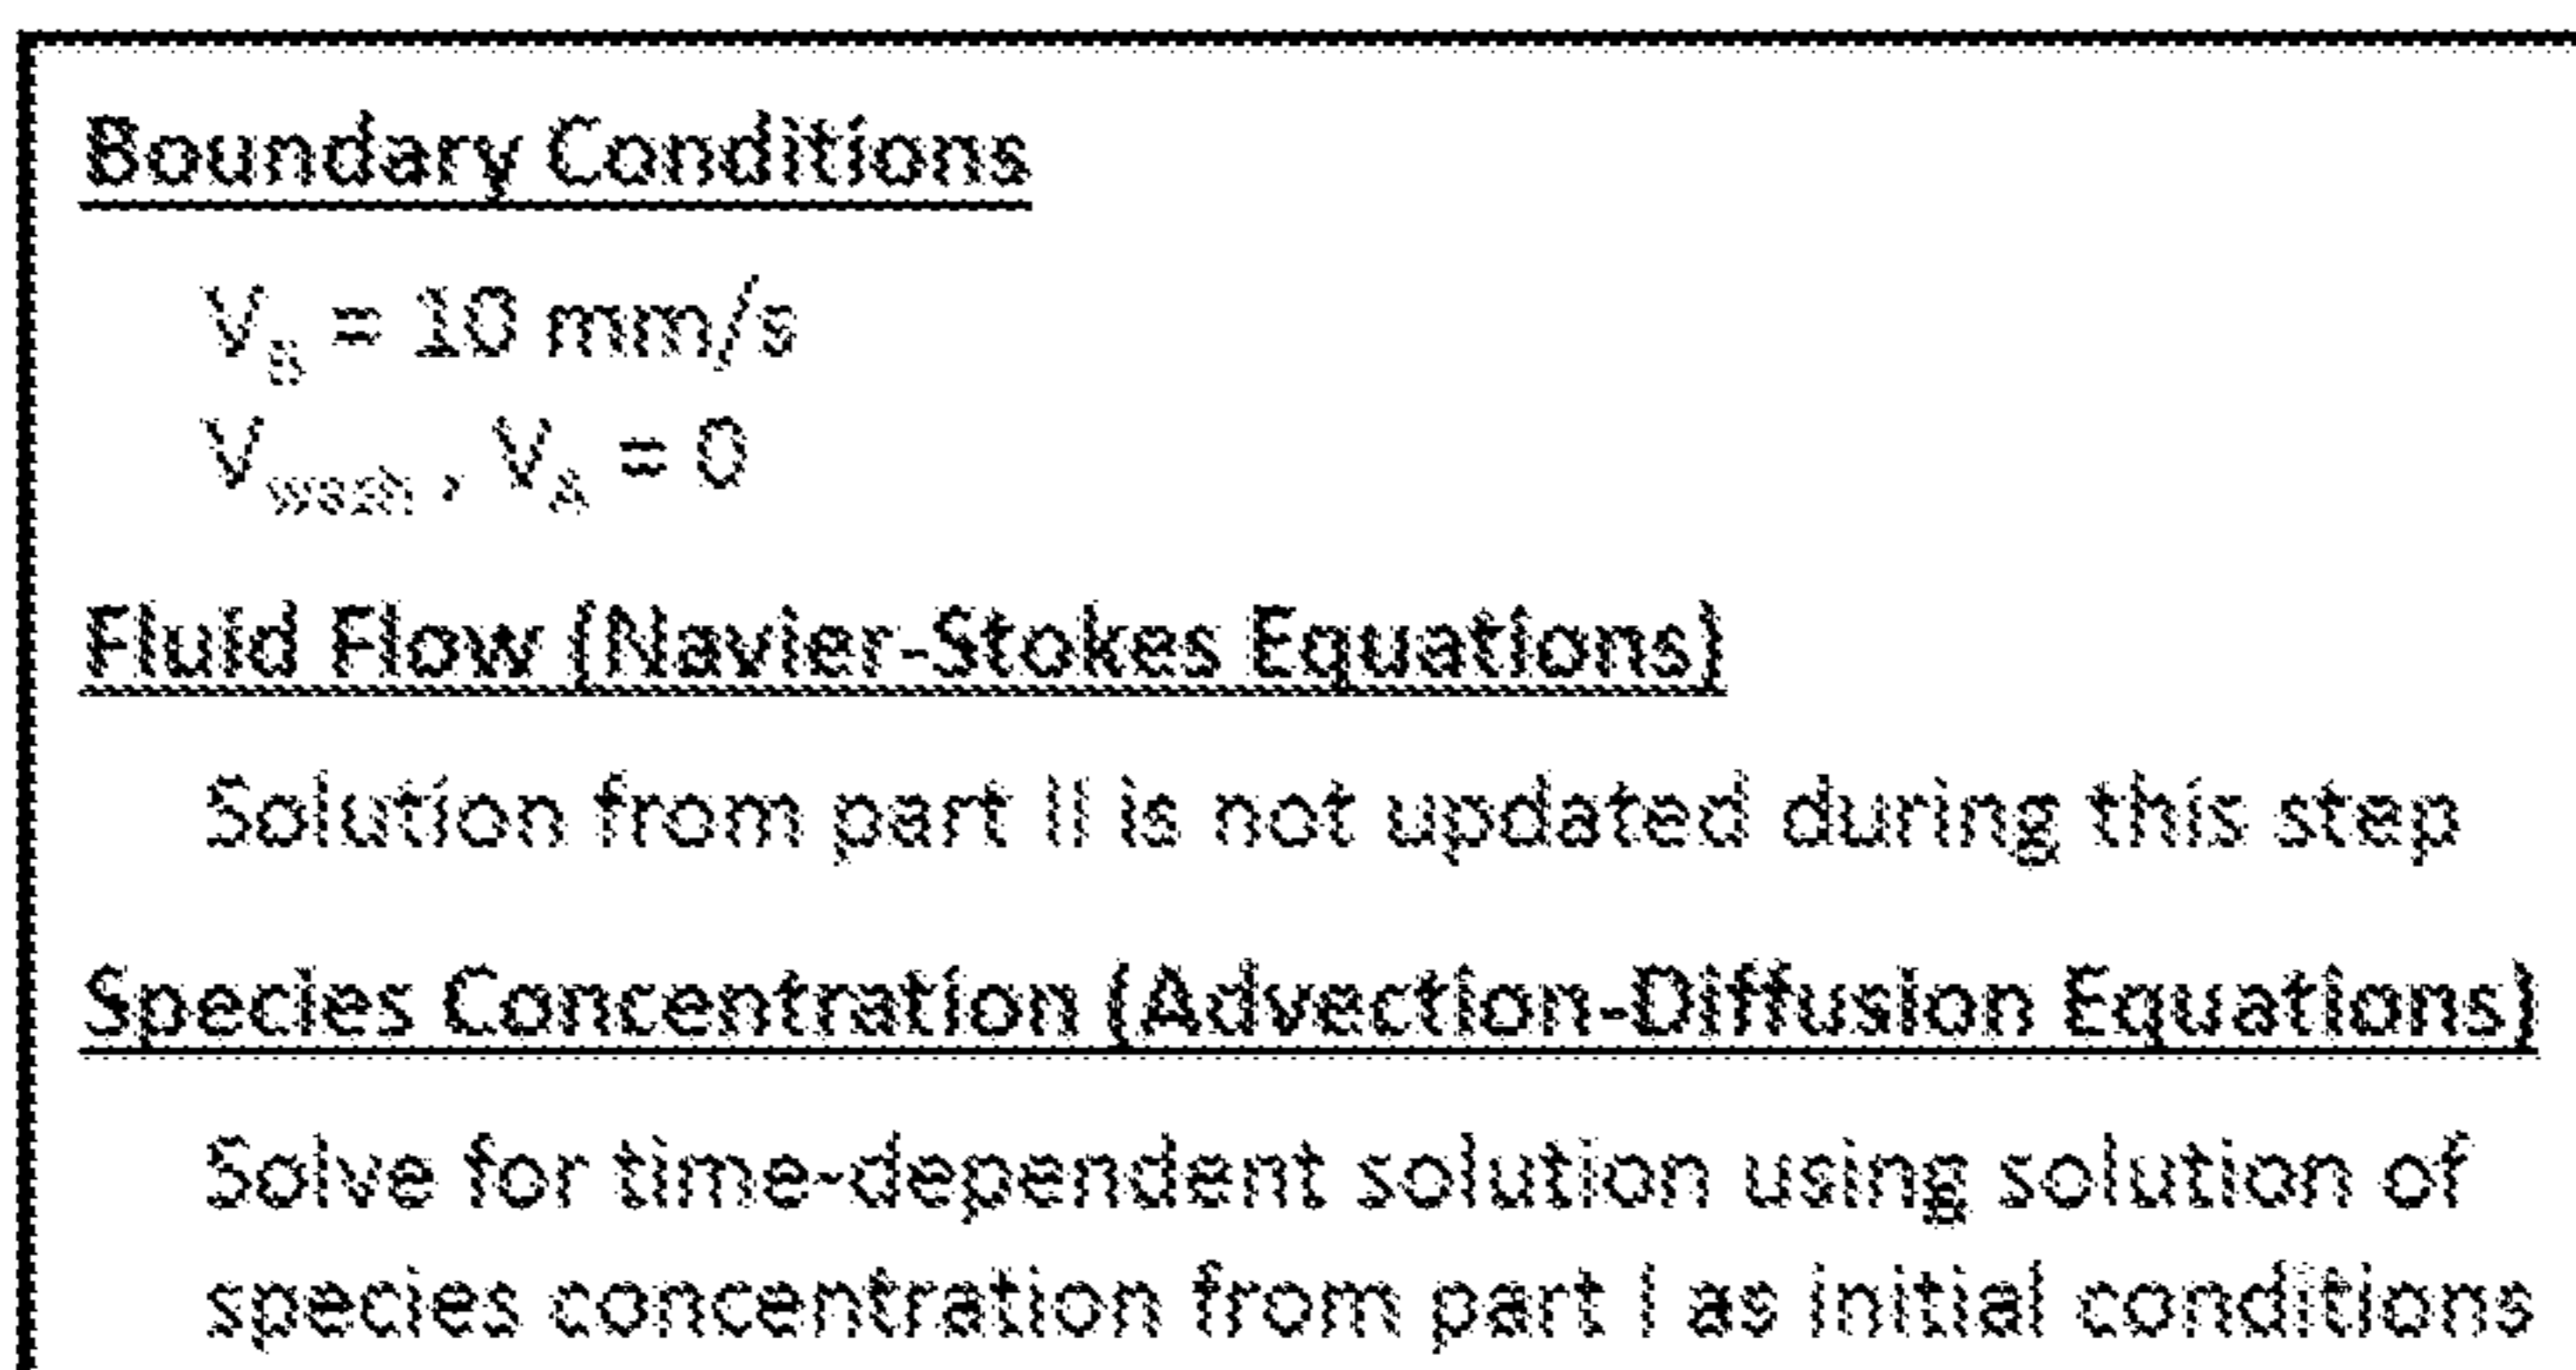 Boundary Conditions
V_B = 10 mm/s
V_wash, V_A = 0
Fluid Flow (Navier-Stokes Equations)
Solution from part II is not updated during this step
Species Concentration (Advection-Diffusion Equations)
Solve for time-dependent solution using solution of
species concentration from part I as initial conditions